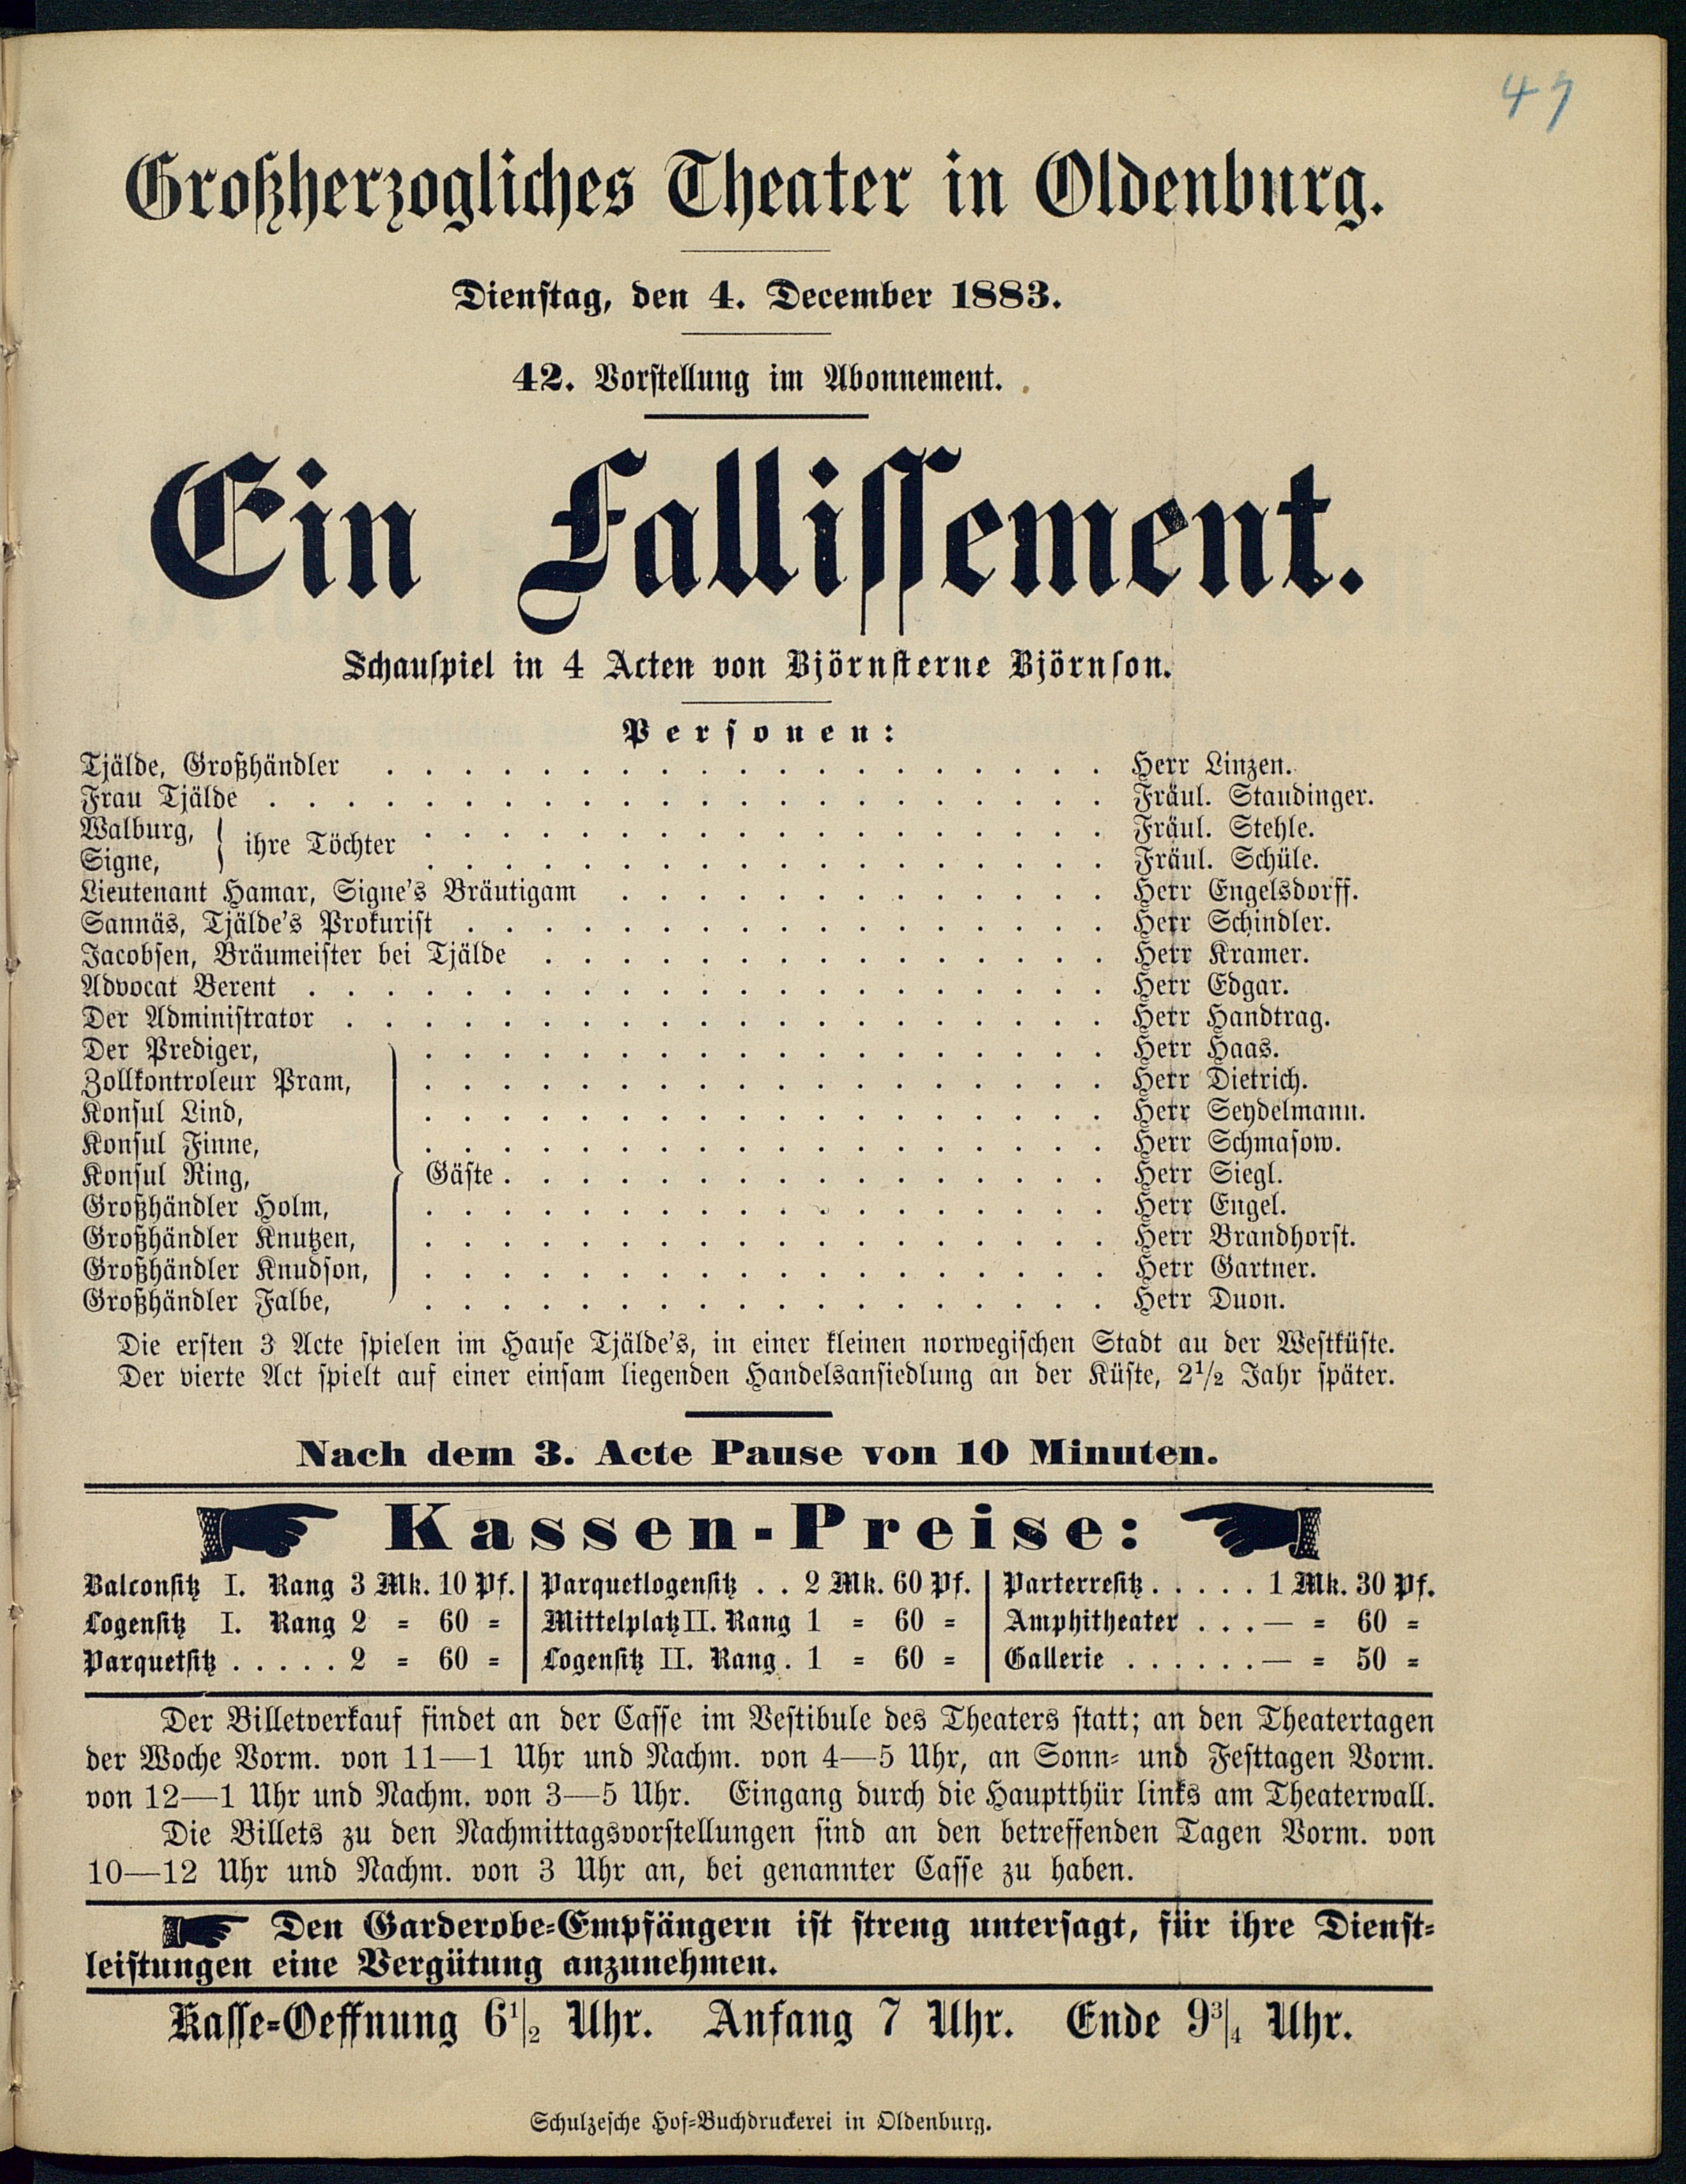 47
Großherzogliches Theater in Oldenburg.
Dienstag, den 4. December 1883.
42. Vorstellung im Abonnement.
Ein Fallissement.
Schauspiel in 4 Acten von Björnsterne Björnson.
Personen:
Tjälde, Großhändler . . . . . . . . . . . . . . . . . . . Herr Linzen.
Frau Tjälde . . . . . . . . . . . . . . . . . . . . . . Fräul. Staudinger.
Walburg, } ihre Töchter . . . . . . . . . . . . . . . . . . Fräul. Stehle.
Signe, } . . . . . . . . . . . . . . . . . . Fräul. Schüle.
Lieutenant Hamar, Signe's Bräutigam . . . . . . . . . . . . . Herr Engelsdorff.
Sannäs, Tjälde's Prokurist . . . . . . . . . . . . . . . . . Herr Schindler.
Jacobsen, Bräumeister bei Tjälde . . . . . . . . . . . . . . . Herr Kramer.
Advocat Berent . . . . . . . . . . . . . . . . . . . . . Herr Edgar.
Der Administrator . . . . . . . . . . . . . . . . . . . . Herr Handtrag.
Der Prediger, . . . . . . . . . . . . . . . . . . Herr Haas.
Zollkontroleur Pram, . . . . . . . . . . . . . . . . . . Herr Dietrich.
Konsul Lind, . . . . . . . . . . . . . . . . . . Herr Seydelmann.
Konsul Finne, . . . . . . . . . . . . . . . . . . Herr Schmasow.
Konsul Ring, } Gäste . . . . . . . . . . . . . . . . Herr Siegl.
Großhändler Holm, . . . . . . . . . . . . . . . . . . Herr Engel.
Großhändler Knutzen, . . . . . . . . . . . . . . . . . . Herr Brandhorst.
Großhändler Knudson, . . . . . . . . . . . . . . . . . . Herr Gartner.
Großhändler Falbe, . . . . . . . . . . . . . . . . . . Herr Duon.
Die ersten 3 Acte spielen im Hause Tjälde's, in einer kleinen norwegischen Stadt an der Westküste.
Der vierte Act spielt auf einer einsam liegenden Handelsansiedlung an der Küste, 2½ Jahr später.
Nach dem 3. Acte Pause von 10 Minuten.
☛ Kassen-Preise: ☚
Balconsitz I. Rang 3 Mk. 10 Pf. | Parquetlogensitz . . 2 Mk. 60 Pf. | Parterresitz . . . . . 1 Mk. 30 Pf.
Logensitz I. Rang 2 = 60 = | Mittelplatz II. Rang 1 = 60 = | Amphitheater . . . — = 60 =
Parquetsitz . . . . . 2 = 60 = | Logensitz II. Rang . 1 = 60 = | Gallerie . . . . . . — = 50 =
Der Billetverkauf findet an der Casse im Vestibule des Theaters statt; an den Theatertagen
der Woche Vorm. von 11—1 Uhr und Nachm. von 4—5 Uhr, an Sonn= und Festtagen Vorm.
von 12—1 Uhr und Nachm. von 3—5 Uhr. Eingang durch die Hauptthür links am Theaterwall.
Die Billets zu den Nachmittagsvorstellungen sind an den betreffenden Tagen Vorm. von
10—12 Uhr und Nachm. von 3 Uhr an, bei genannter Casse zu haben.
☛ Den Garderobe=Empfängern ist streng untersagt, für ihre Dienst=
leistungen eine Vergütung anzunehmen.
Kasse=Oeffnung 6½ Uhr. Anfang 7 Uhr. Ende 9¾ Uhr.
Schulzesche Hof=Buchdruckerei in Oldenburg.